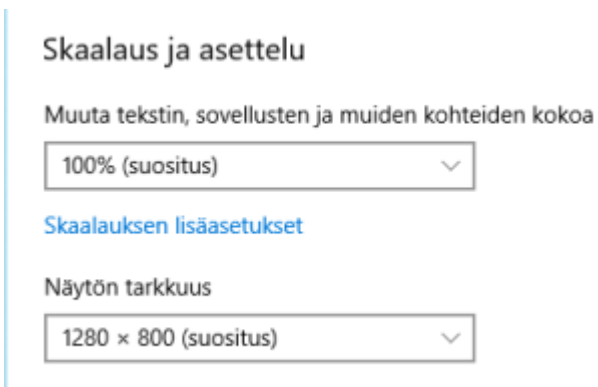 Skaalaus ja asettelu
Muuta tekstin, sovellusten ja muiden kohteiden kokoa
100% (suositus)
Skaalauksen lisäasetukset
Näytön tarkkuus
1280 × 800 (suositus)